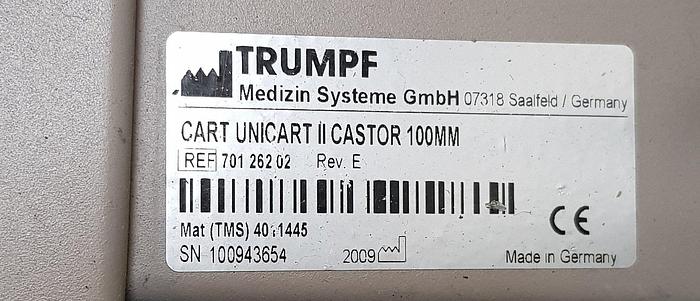 TRUMPF
Medizin Systeme GmbH 07318 Saalfeld / Germany
CART UNICART II CASTOR 100MM
REF 701 262 02 Rev. E
Mat (TMS)
SN 100943654 2009 CE
Made in Germany